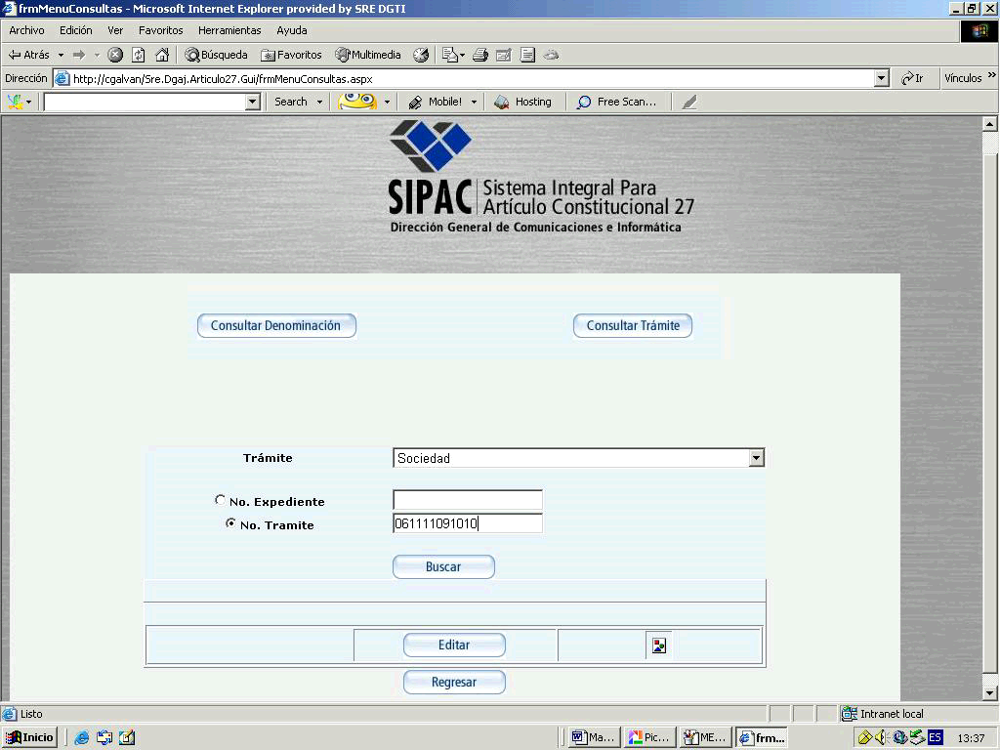 frmMenuConsultas - Microsoft Internet Explorer provided by SRE DGTI
Archivo Edición Ver Favoritos Herramientas Ayuda
Atrás Búsqueda Favoritos Multimedia
Dirección http://cgalvan/Sre.Dgaj.Articulo27.Gui/frmMenuConsultas.aspx Ir Vínculos »
Search Mobile! Hosting Free Scan...
SIPAC Sistema Integral Para
Artículo Constitucional 27
Dirección General de Comunicaciones e Informática
Consultar Denominación Consultar Trámite
Trámite Sociedad
No. Expediente
No. Tramite 061111091010
Buscar
Editar
Regresar
Listo Intranet local
Inicio Ma... Pic... ME... frm... ES 13:37